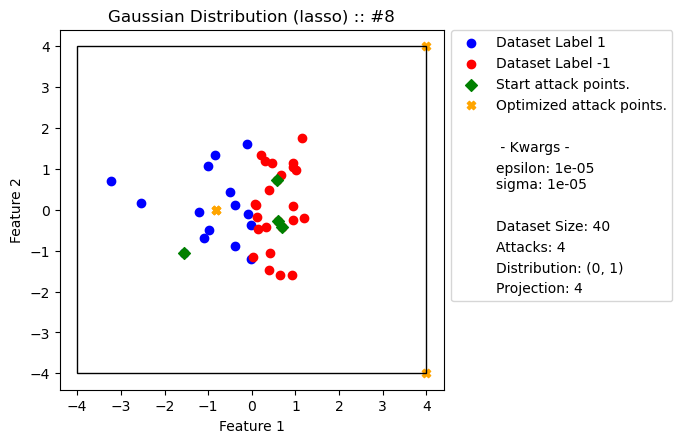 Gaussian Distribution (lasso) :: #8
Feature 2
4
3
2
1
0
−1
−2
−3
−4
−4 −3 −2 −1 0 1 2 3 4
Feature 1
Dataset Label 1
Dataset Label -1
Start attack points.
Optimized attack points.
- Kwargs -
epsilon: 1e-05
sigma: 1e-05
Dataset Size: 40
Attacks: 4
Distribution: (0, 1)
Projection: 4